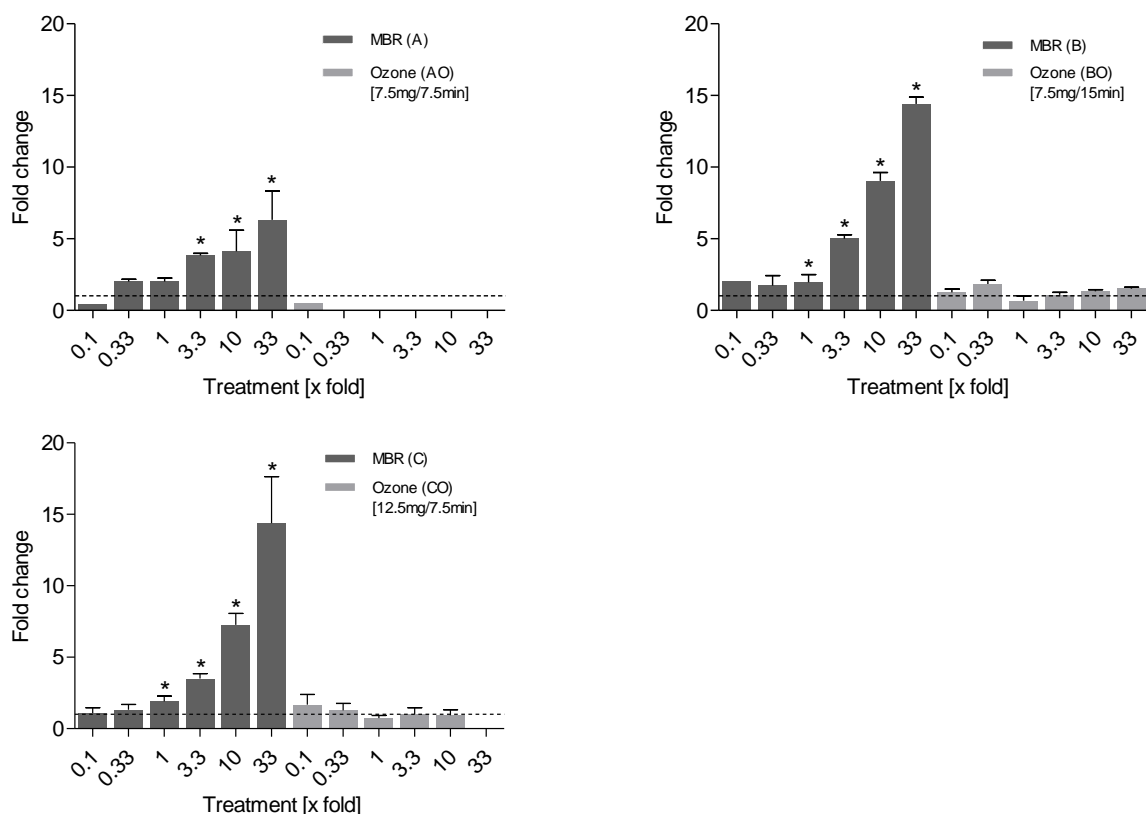 20
15
10
5
0
Fold change
MBR (A)
Ozone (AO)
[7.5mg/7.5min]
* * *
0.1 0.33 1 3.3 10 33 0.1 0.33 1 3.3 10 33
Treatment [x fold]
20
15
10
5
0
Fold change
MBR (B)
Ozone (BO)
[7.5mg/15min]
* * * *
0.1 0.33 1 3.3 10 33 0.1 0.33 1 3.3 10 33
Treatment [x fold]
20
15
10
5
0
Fold change
MBR (C)
Ozone (CO)
[12.5mg/7.5min]
* * * *
0.1 0.33 1 3.3 10 33 0.1 0.33 1 3.3 10 33
Treatment [x fold]